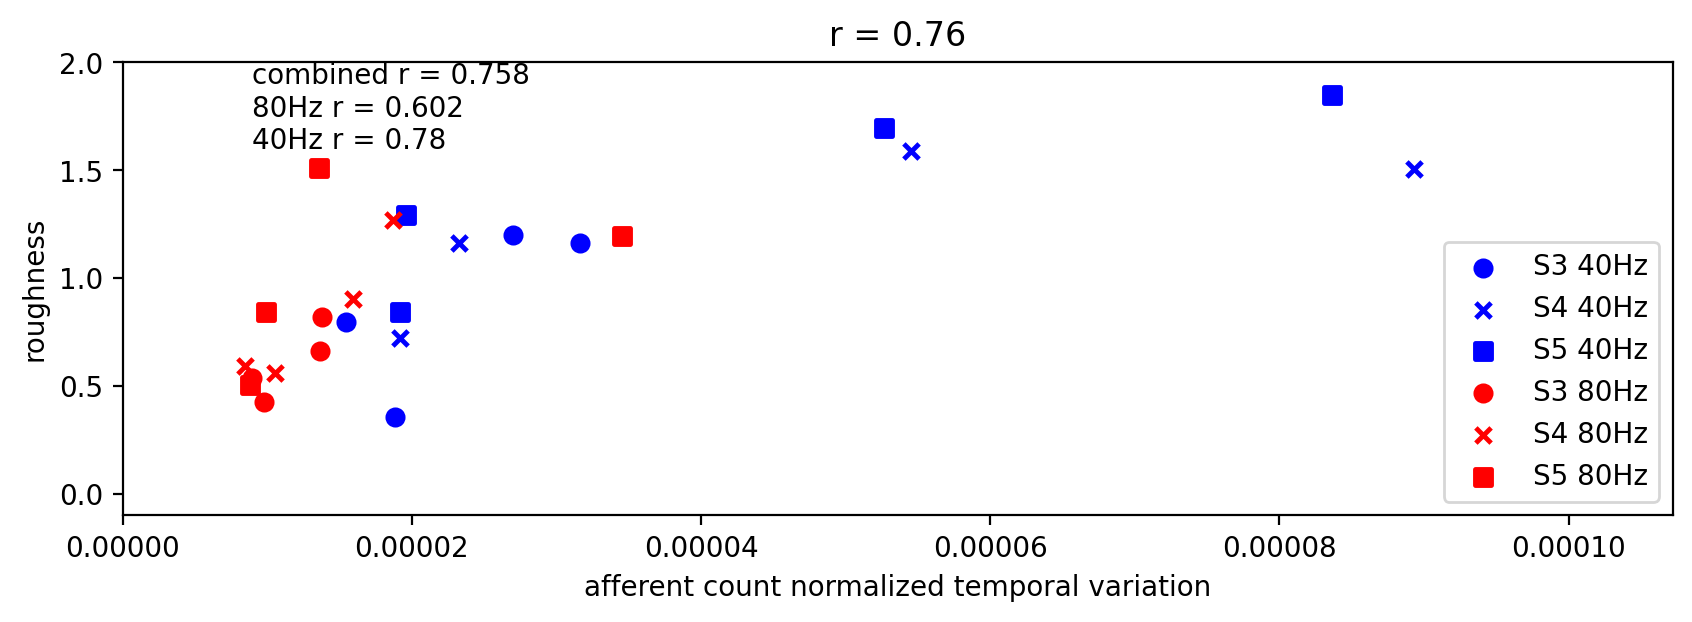 r = 0.76
combined r = 0.758
80Hz r = 0.602
40Hz r = 0.78
2.0
1.5
1.0
0.5
0.0
roughness
S3 40Hz
S4 40Hz
S5 40Hz
S3 80Hz
S4 80Hz
S5 80Hz
0.00000 0.00002 0.00004 0.00006 0.00008 0.00010
afferent count normalized temporal variation